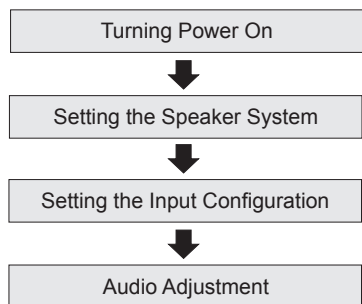 Turning Power On
Setting the Speaker System
Setting the Input Configuration
Audio Adjustment